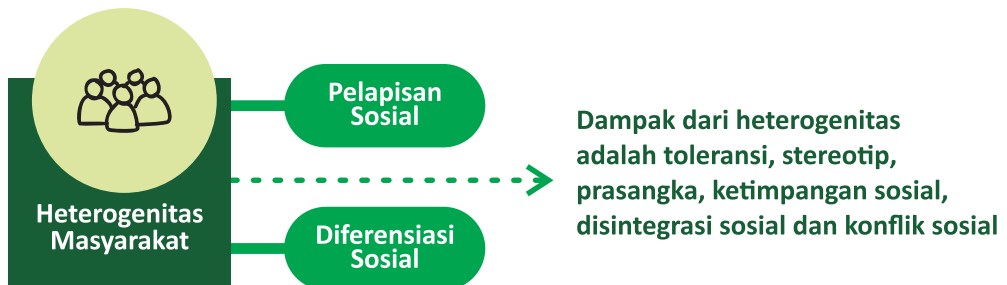 Heterogenitas
Masyarakat
Pelapisan
Sosial
Diferensiasi
Sosial
Dampak dari heterogenitas
adalah toleransi, stereotip,
prasangka, ketimpangan sosial,
disintegrasi sosial dan konflik sosial